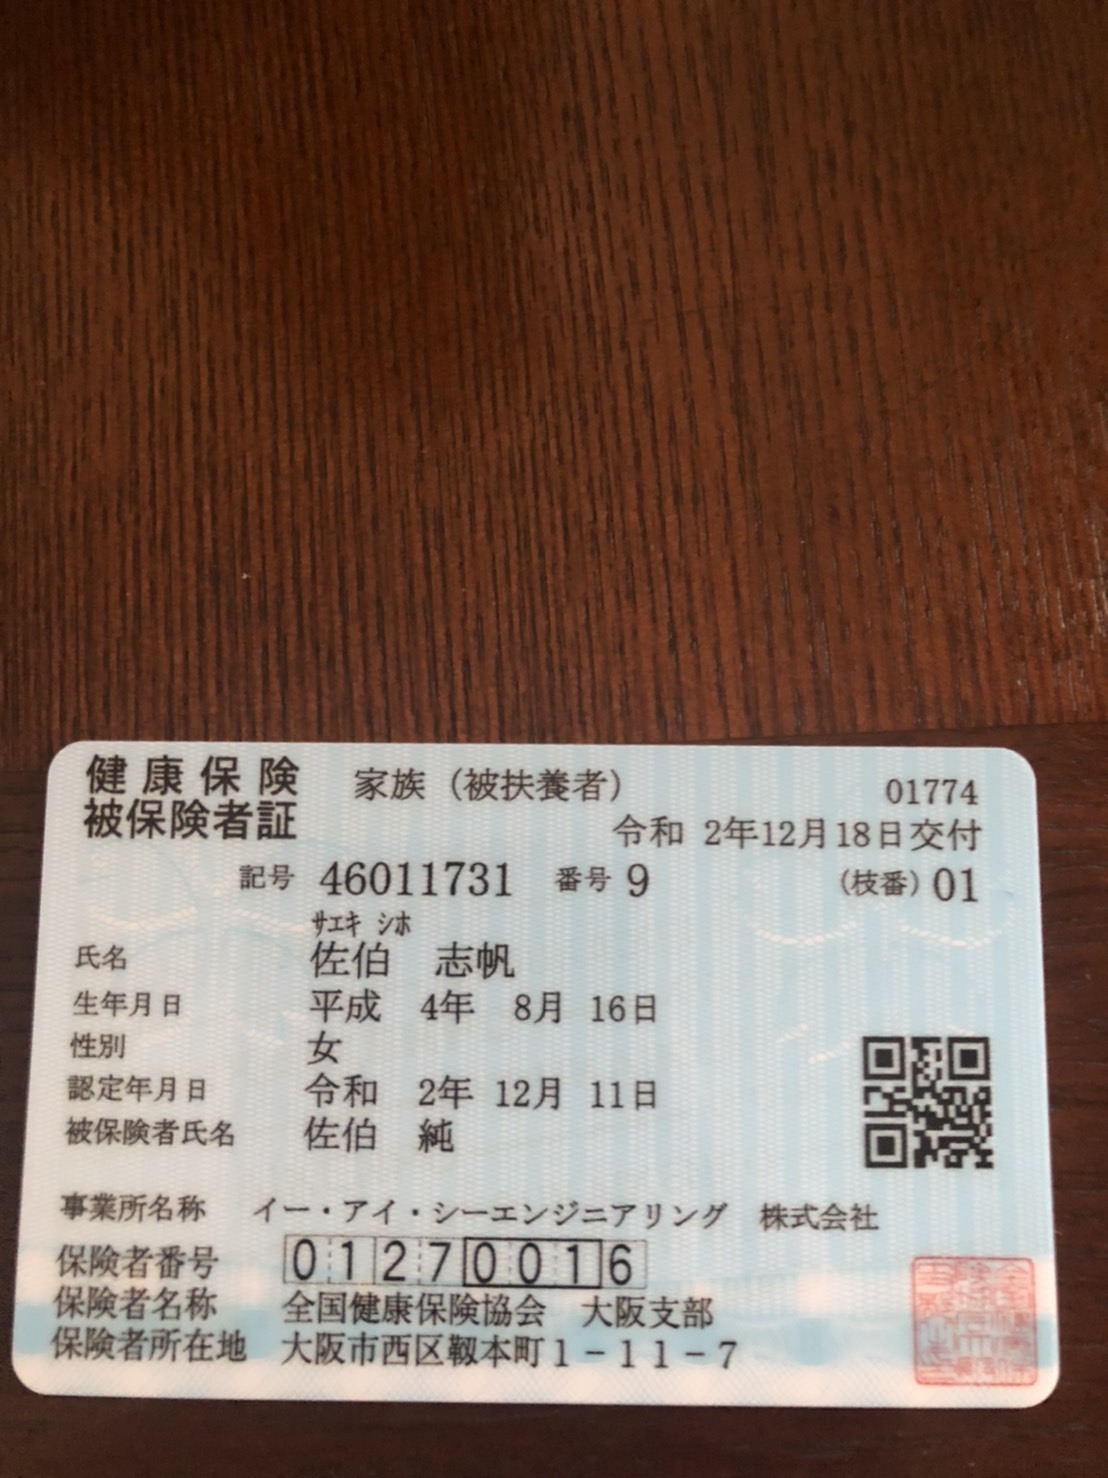 健康保険 家族（被扶養者） 01774
被保険者証 令和 2年12月18日交付
記号 46011731 番号 9 （枝番）01
ｻｴｷ ｼﾎ
氏名 佐伯 志帆
生年月日 平成 4年 8月 16日
性別 女
認定年月日 令和 2年 12月 11日
被保険者氏名 佐伯 純
事業所名称 イー・アイ・シーエンジニアリング 株式会社
保険者番号 01270016
保険者名称 全国健康保険協会 大阪支部
保険者所在地 大阪市西区靱本町1－11－7